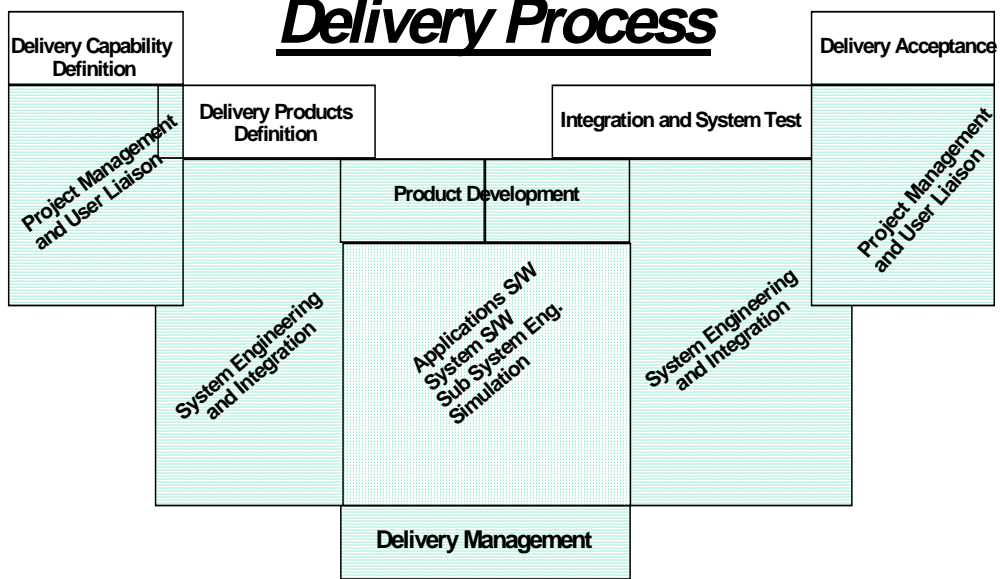 Delivery Process
Delivery Capability
Definition
Delivery Acceptance
Delivery Products
Definition
Integration and System Test
Project Management
and User Liaison
Product Development
Project Management
and User Liaison
System Engineering
and Integration
Applications S/W
System S/W
Sub System Eng.
Simulation
System Engineering
and Integration
Delivery Management